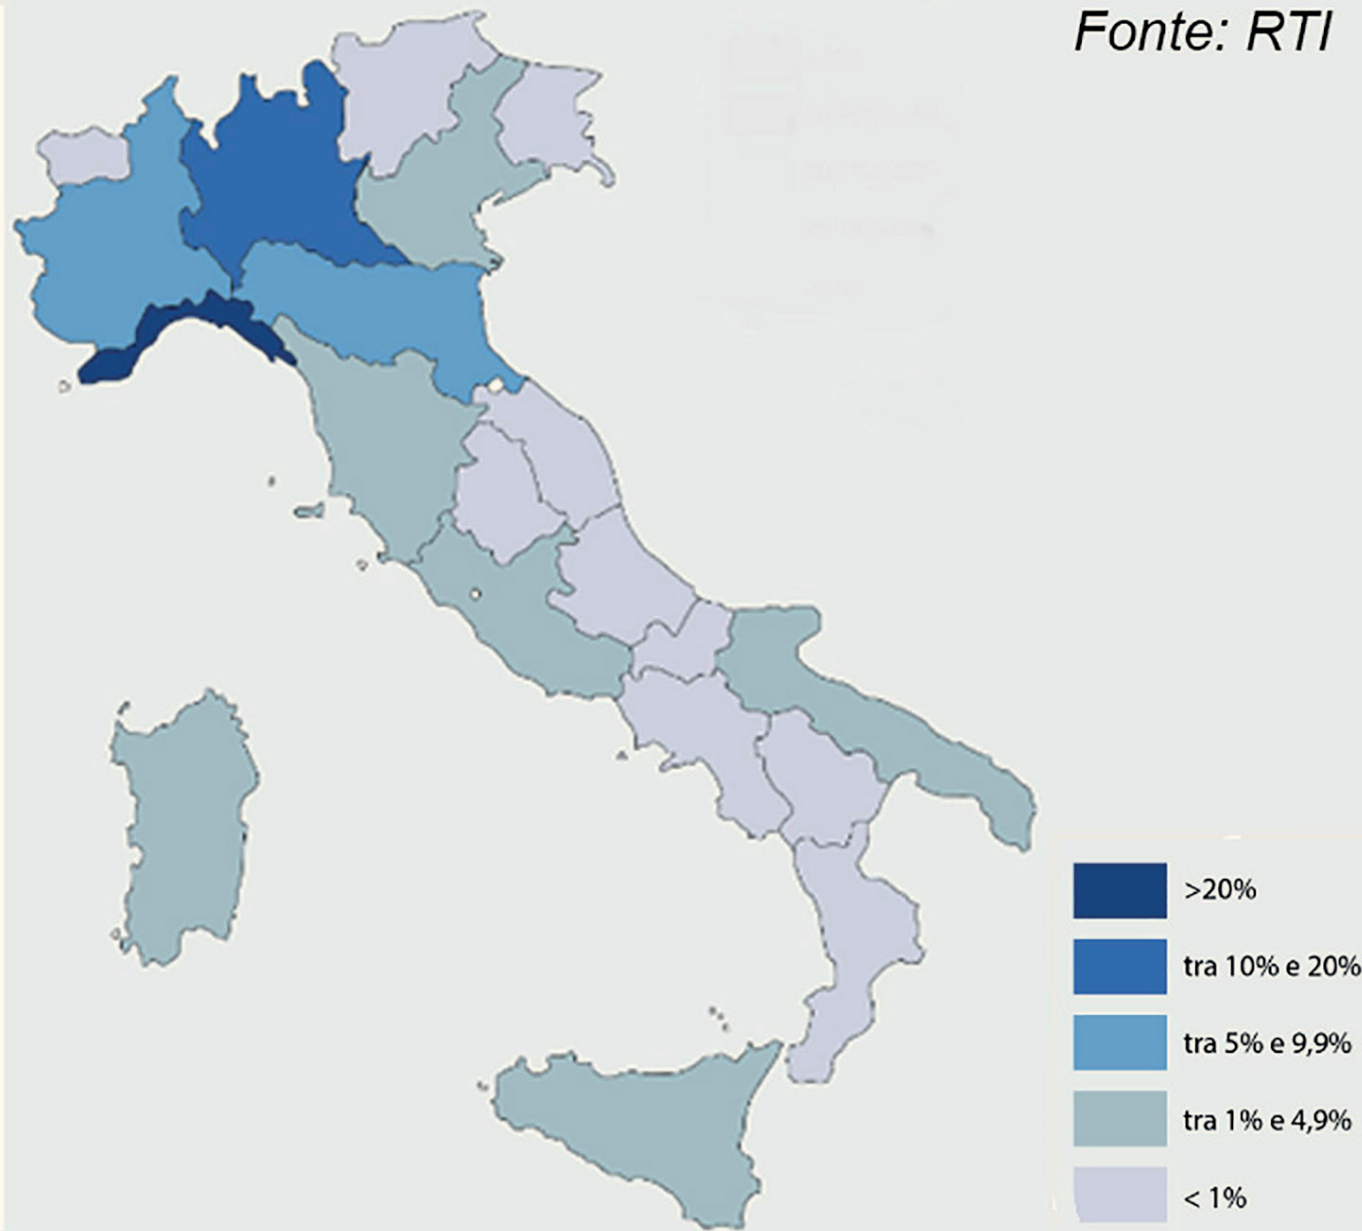 Fonte: RTI
>20%
tra 10% e 20%
tra 5% e 9,9%
tra 1% e 4,9%
< 1%